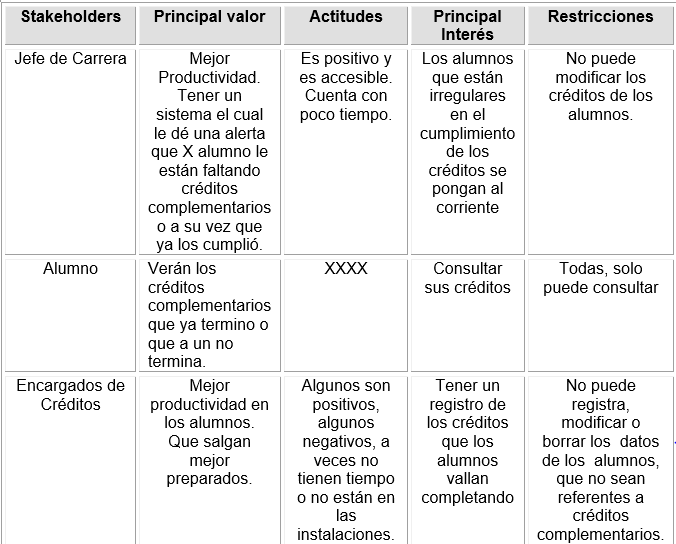 Stakeholders
Principal valor
Actitudes
Principal
Interés
Restricciones
Jefe de Carrera
Mejor
Productividad.
Tener un
sistema el cual
le dé una alerta
que X alumno le
están faltando
créditos
complementarios
o a su vez que
ya los cumplió.
Es positivo y
es accesible.
Cuenta con
poco tiempo.
Los alumnos
que están
irregulares
en el
cumplimiento
de los
créditos se
pongan al
corriente
No puede
modificar los
créditos de los
alumnos.
Alumno
Verán los
créditos
complementarios
que ya termino o
que a un no
termina.
XXXX
Consultar
sus créditos
Todas, solo
puede consultar
Encargados de
Créditos
Mejor
productividad en
los alumnos.
Que salgan
mejor
preparados.
Algunos son
positivos,
algunos
negativos, a
veces no
tienen tiempo
o no están en
las
instalaciones.
Tener un
registro de
los créditos
que los
alumnos
vallan
completando
No puede
registra,
modificar o
borrar los  datos
de los  alumnos,
que no sean
referentes a
créditos
complementarios.